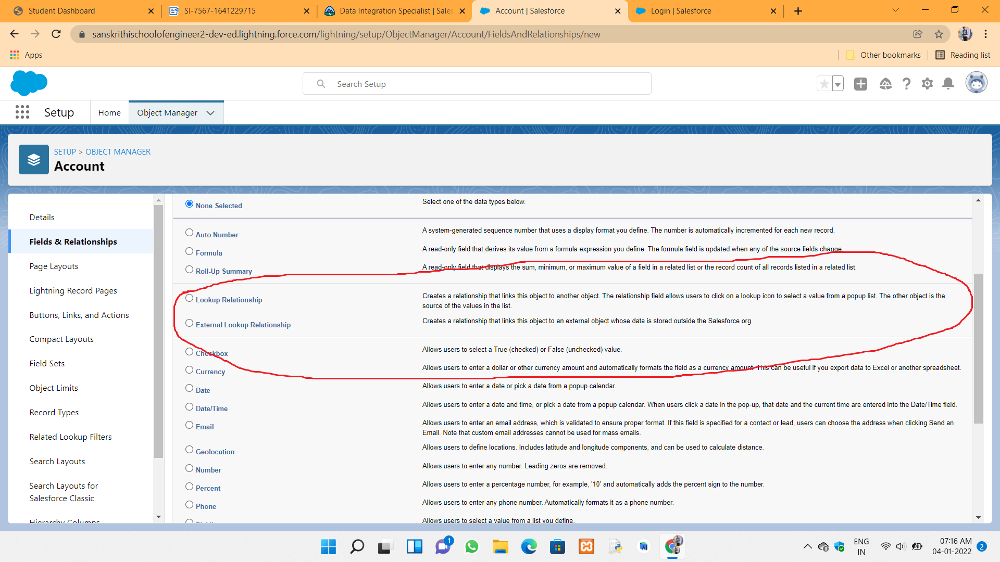 Student Dashboard
SI-7567-1641229715
Data Integration Specialist | Sales
Account | Salesforce
Login | Salesforce
sanskrithischoolofengineer2-dev-ed.lightning.force.com/lightning/setup/ObjectManager/Account/FieldsAndRelationships/new
Apps
Other bookmarks
Reading list
Search Setup
Setup
Home
Object Manager
SETUP > OBJECT MANAGER
Account
Details
Fields & Relationships
Page Layouts
Lightning Record Pages
Buttons, Links, and Actions
Compact Layouts
Field Sets
Object Limits
Record Types
Related Lookup Filters
Search Layouts
Search Layouts for
Salesforce Classic
Hierarchy Columns
None Selected
Select one of the data types below.
Auto Number
A system-generated sequence number that uses a display format you define. The number is automatically incremented for each new record.
Formula
A read-only field that derives its value from a formula expression you define. The formula field is updated when any of the source fields change.
Roll-Up Summary
A read-only field that displays the sum, minimum, or maximum value of a field in a related list or the record count of all records listed in a related list.
Lookup Relationship
Creates a relationship that links this object to another object. The relationship field allows users to click on a lookup icon to select a value from a popup list. The other object is the
source of the values in the list.
External Lookup Relationship
Creates a relationship that links this object to an external object whose data is stored outside the Salesforce org.
Checkbox
Allows users to select a True (checked) or False (unchecked) value.
Currency
Allows users to enter a dollar or other currency amount and automatically formats the field as a currency amount. This can be useful if you export data to Excel or another spreadsheet.
Date
Allows users to enter a date or pick a date from a popup calendar.
Date/Time
Allows users to enter a date and time, or pick a date from a popup calendar. When users click a date in the pop-up, that date and the current time are entered into the Date/Time field.
Email
Allows users to enter an email address, which is validated to ensure proper format. If this field is specified for a contact or lead, users can choose the address when clicking Send an
Email. Note that custom email addresses cannot be used for mass emails.
Geolocation
Allows users to define locations. Includes latitude and longitude components, and can be used to calculate distance.
Number
Allows users to enter any number. Leading zeros are removed.
Percent
Allows users to enter a percentage number, for example, '10' and automatically adds the percent sign to the number.
Phone
Allows users to enter any phone number. Automatically formats it as a phone number.
Allows users to select a value from a list you define.
1
ENG
IN
07:16 AM
04-01-2022
2